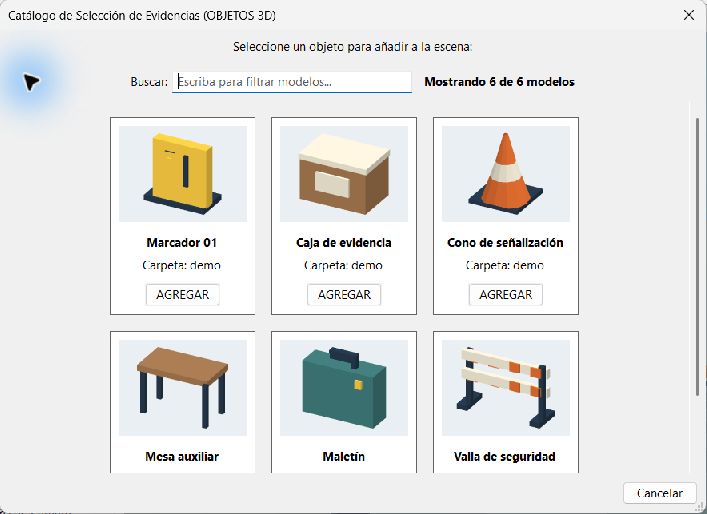 Catálogo de Selección de Evidencias (OBJETOS 3D)
Seleccione un objeto para añadir a la escena:
Buscar: Escriba para filtrar modelos... Mostrando 6 de 6 modelos
Marcador 01
Carpeta: demo
AGREGAR
Caja de evidencia
Carpeta: demo
AGREGAR
Cono de señalización
Carpeta: demo
AGREGAR
Mesa auxiliar
Maletín
Valla de seguridad
Cancelar